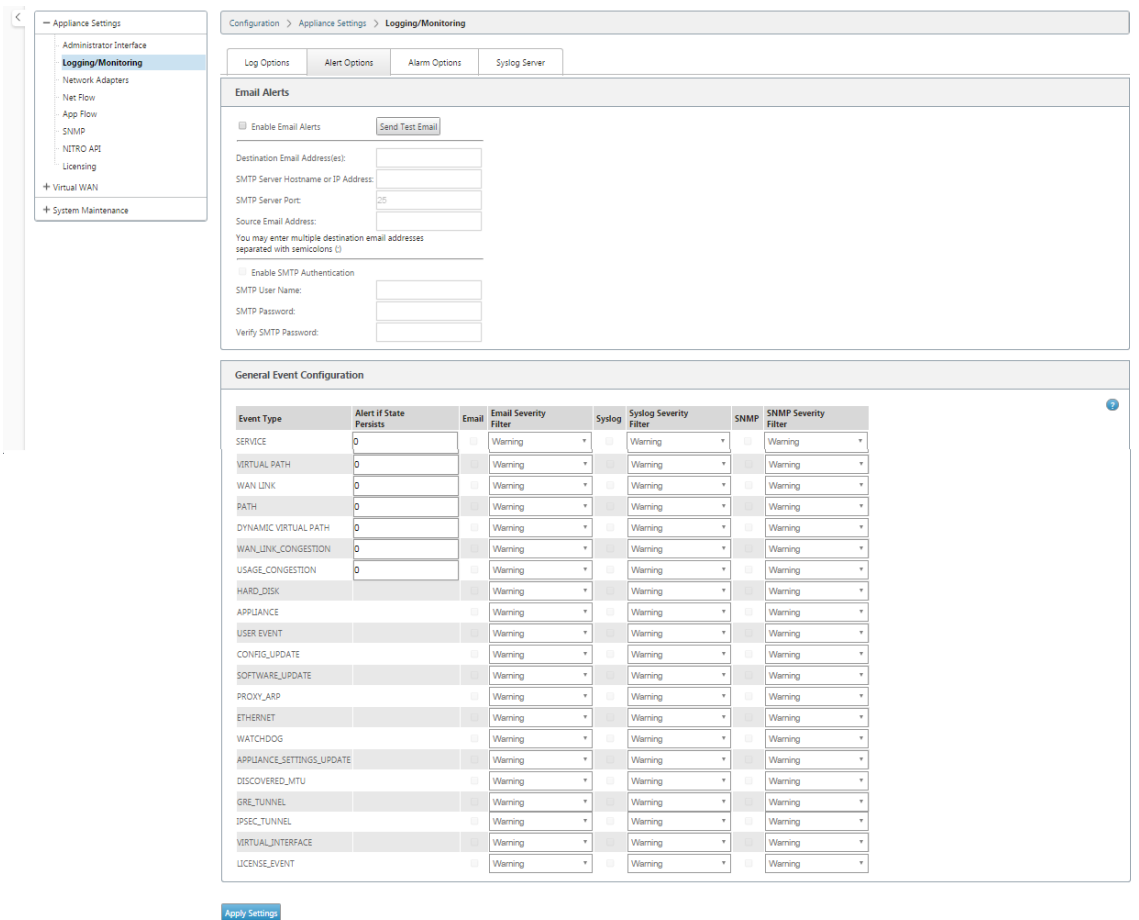 <
− Appliance Settings
Administrator Interface
Logging/Monitoring
Network Adapters
Net Flow
App Flow
SNMP
NITRO API
Licensing
+ Virtual WAN
+ System Maintenance
Configuration > Appliance Settings > Logging/Monitoring
Log Options Alert Options Alarm Options Syslog Server
Email Alerts
Enable Email Alerts Send Test Email
Destination Email Address(es):
SMTP Server Hostname or IP Address:
SMTP Server Port: 25
Source Email Address:
You may enter multiple destination email addresses
separated with semicolons (;)
Enable SMTP Authentication
SMTP User Name:
SMTP Password:
Verify SMTP Password:
General Event Configuration
?
Event Type Alert if State Persists Email Email Severity Filter Syslog Syslog Severity Filter SNMP SNMP Severity Filter
SERVICE 0 Warning Warning Warning
VIRTUAL PATH 0 Warning Warning Warning
WAN LINK 0 Warning Warning Warning
PATH 0 Warning Warning Warning
DYNAMIC VIRTUAL PATH 0 Warning Warning Warning
WAN_LINK_CONGESTION 0 Warning Warning Warning
USAGE_CONGESTION 0 Warning Warning Warning
HARD_DISK Warning Warning Warning
APPLIANCE Warning Warning Warning
USER EVENT Warning Warning Warning
CONFIG_UPDATE Warning Warning Warning
SOFTWARE_UPDATE Warning Warning Warning
PROXY_ARP Warning Warning Warning
ETHERNET Warning Warning Warning
WATCHDOG Warning Warning Warning
APPLIANCE_SETTINGS_UPDATE Warning Warning Warning
DISCOVERED_MTU Warning Warning Warning
GRE_TUNNEL Warning Warning Warning
IPSEC_TUNNEL Warning Warning Warning
VIRTUAL_INTERFACE Warning Warning Warning
LICENSE_EVENT Warning Warning Warning
Apply Settings